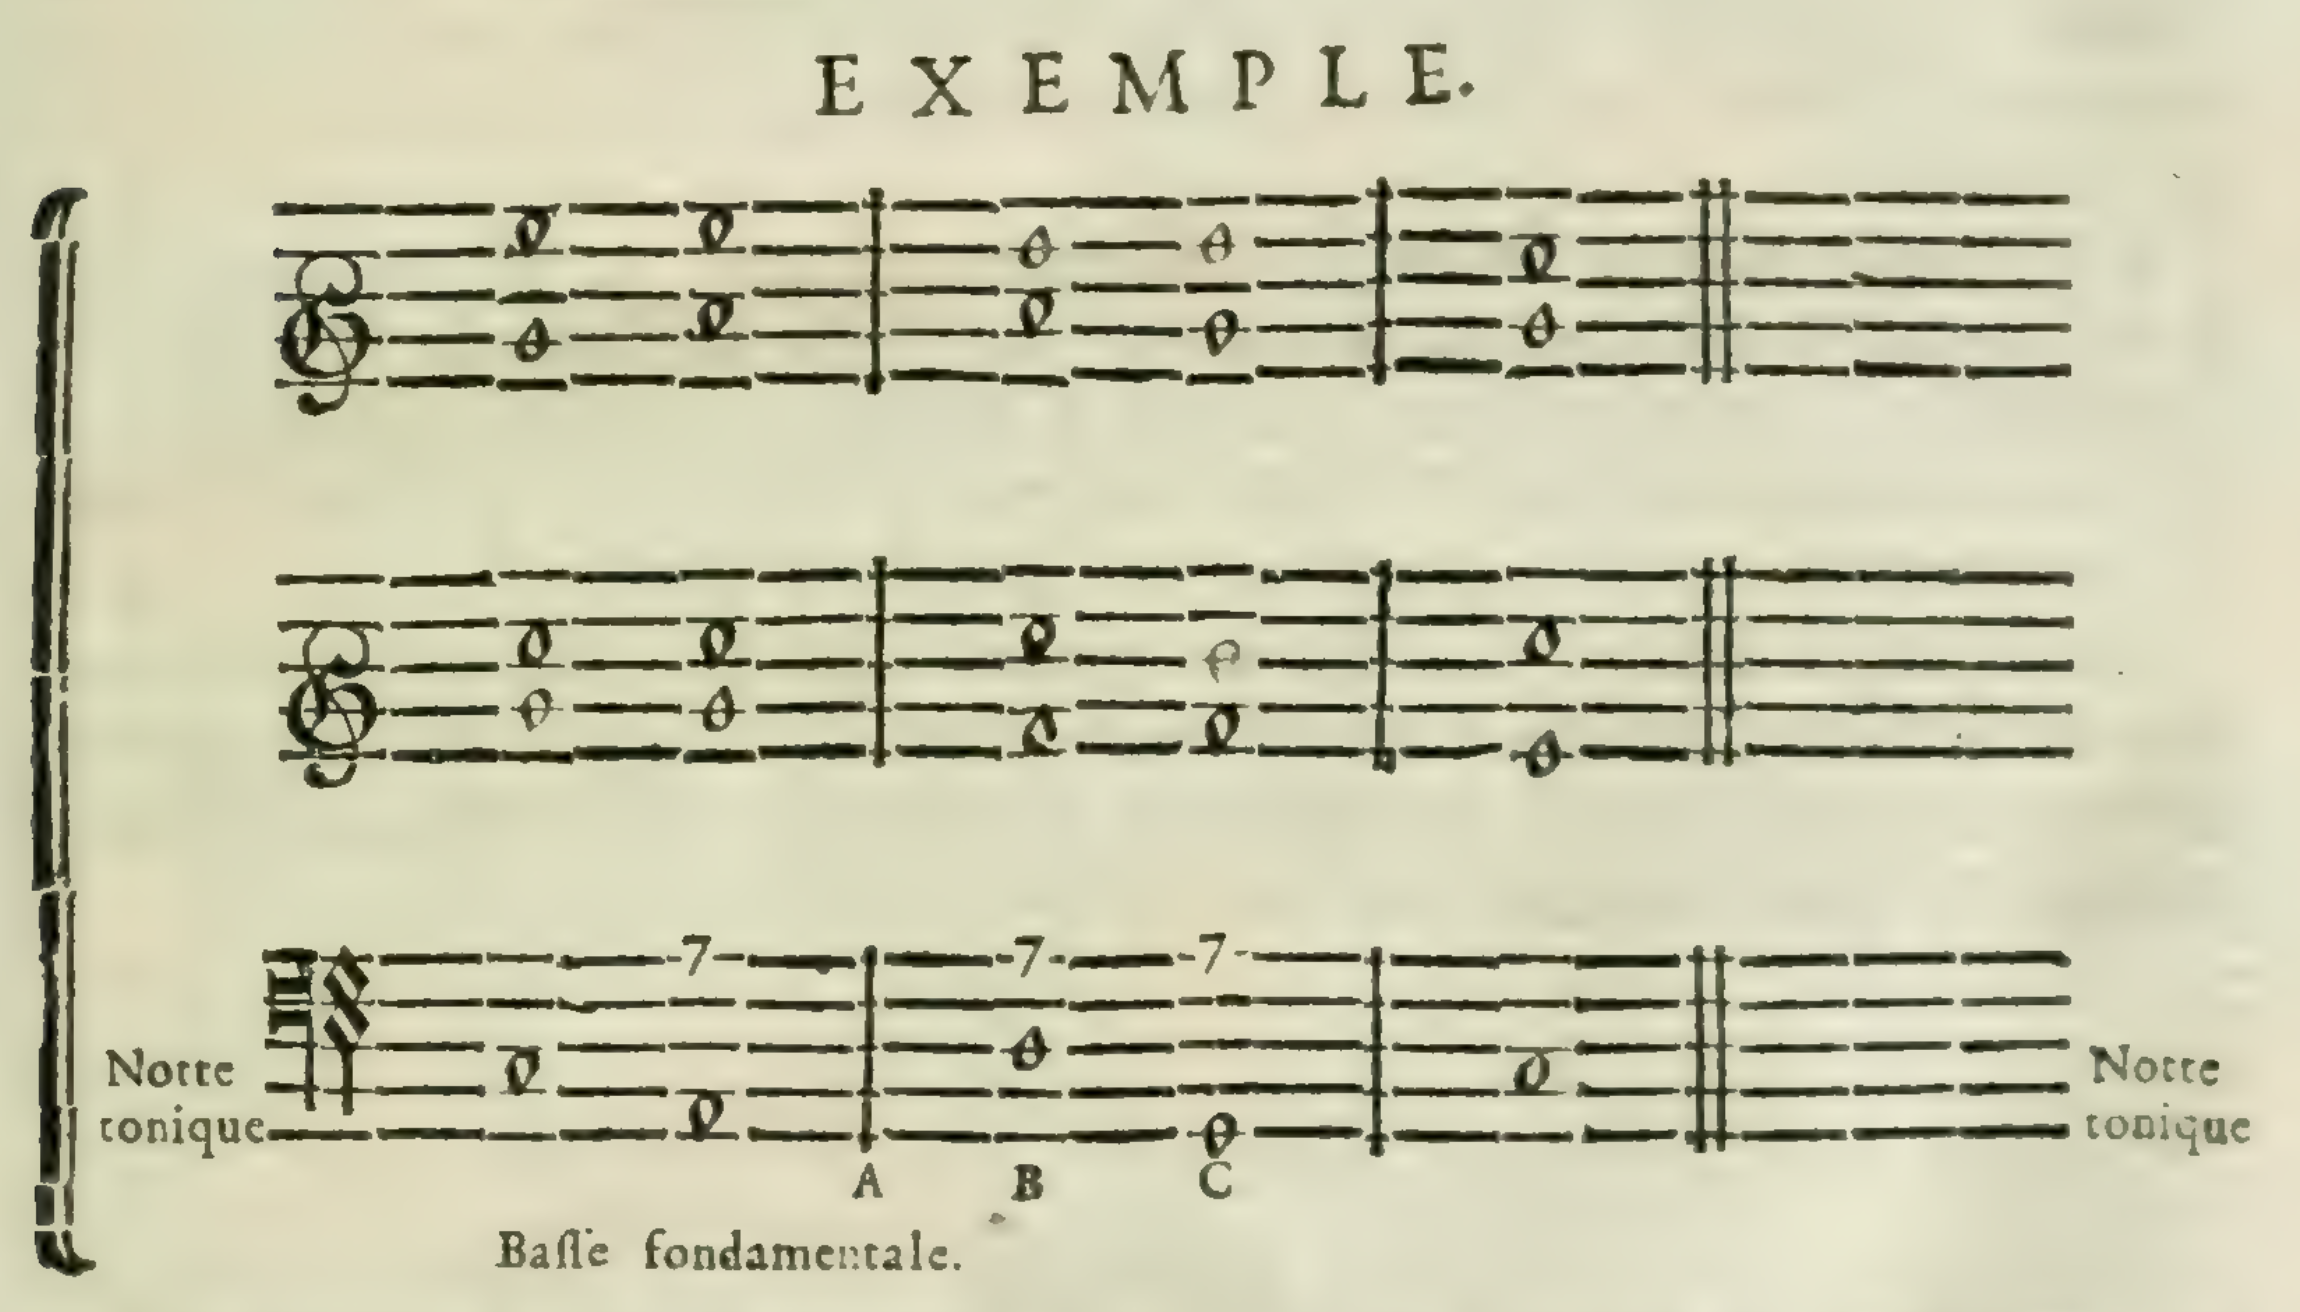 EXEMPLE.
7 7 7
Notte
tonique
Notte
tonique
A B C
Baſſe fondamentale.